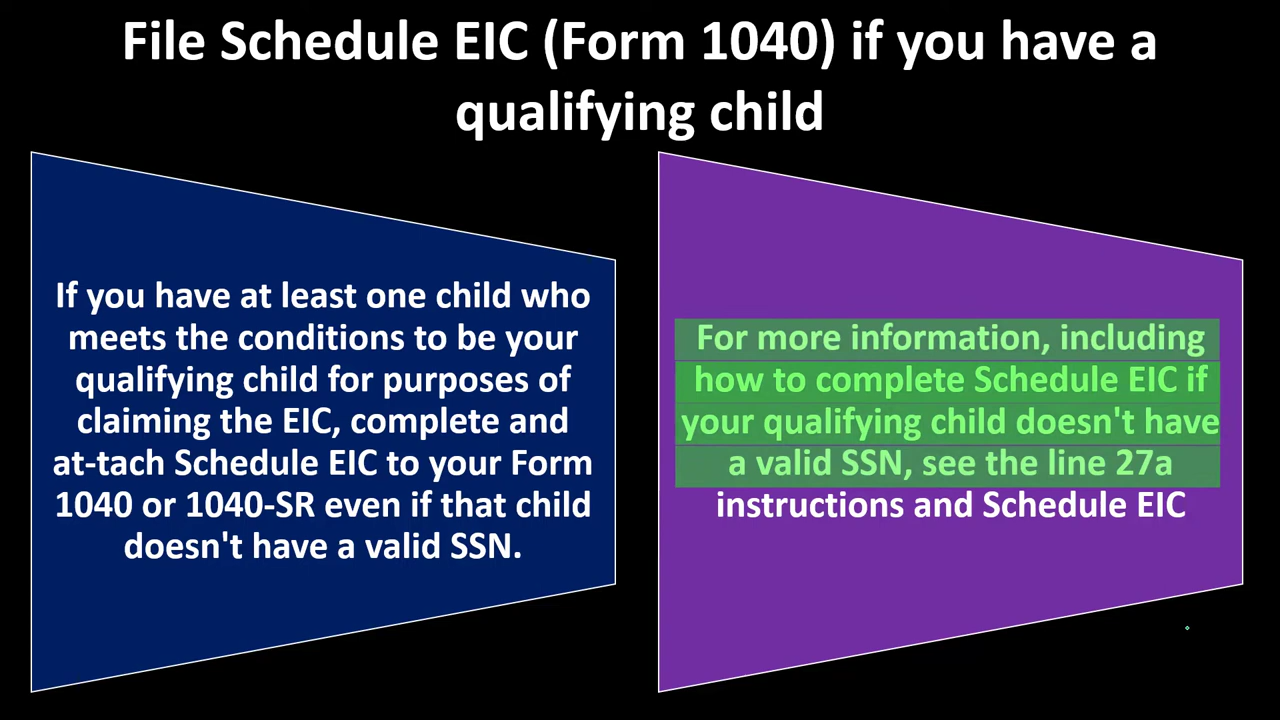 File Schedule EIC (Form 1040) if you have a
qualifying child
If you have at least one child who
meets the conditions to be your
qualifying child for purposes of
claiming the EIC, complete and
at-tach Schedule EIC to your Form
1040 or 1040-SR even if that child
doesn't have a valid SSN.
For more information, including
how to complete Schedule EIC if
your qualifying child doesn't have
a valid SSN, see the line 27a
instructions and Schedule EIC